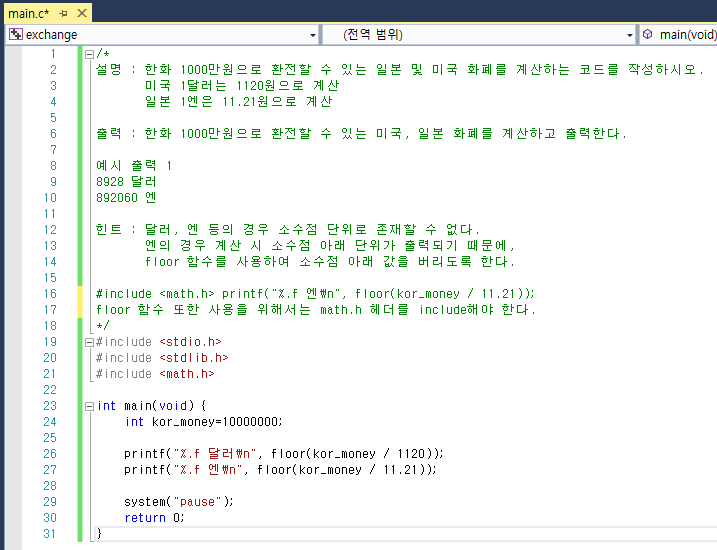 main.c*
exchange (전역 범위) main(void)
1 /*
2 설명 : 한화 1000만원으로 환전할 수 있는 일본 및 미국 화폐를 계산하는 코드를 작성하시오.
3 미국 1달러는 1120원으로 계산
4 일본 1엔은 11.21원으로 계산
5
6 출력 : 한화 1000만원으로 환전할 수 있는 미국, 일본 화폐를 계산하고 출력한다.
7
8 예시 출력 1
9 8928 달러
10 892060 엔
11
12 힌트 : 달러, 엔 등의 경우 소수점 단위로 존재할 수 없다.
13 엔의 경우 계산 시 소수점 아래 단위가 출력되기 때문에,
14 floor 함수를 사용하여 소수점 아래 값을 버리도록 한다.
15
16 #include <math.h> printf("%.f 엔₩n", floor(kor_money / 11.21));
17 floor 함수 또한 사용을 위해서는 math.h 헤더를 include해야 한다.
18 */
19 #include <stdio.h>
20 #include <stdlib.h>
21 #include <math.h>
22
23 int main(void) {
24 int kor_money=10000000;
25
26 printf("%.f 달러₩n", floor(kor_money / 1120));
27 printf("%.f 엔₩n", floor(kor_money / 11.21));
28
29 system("pause");
30 return 0;
31 }